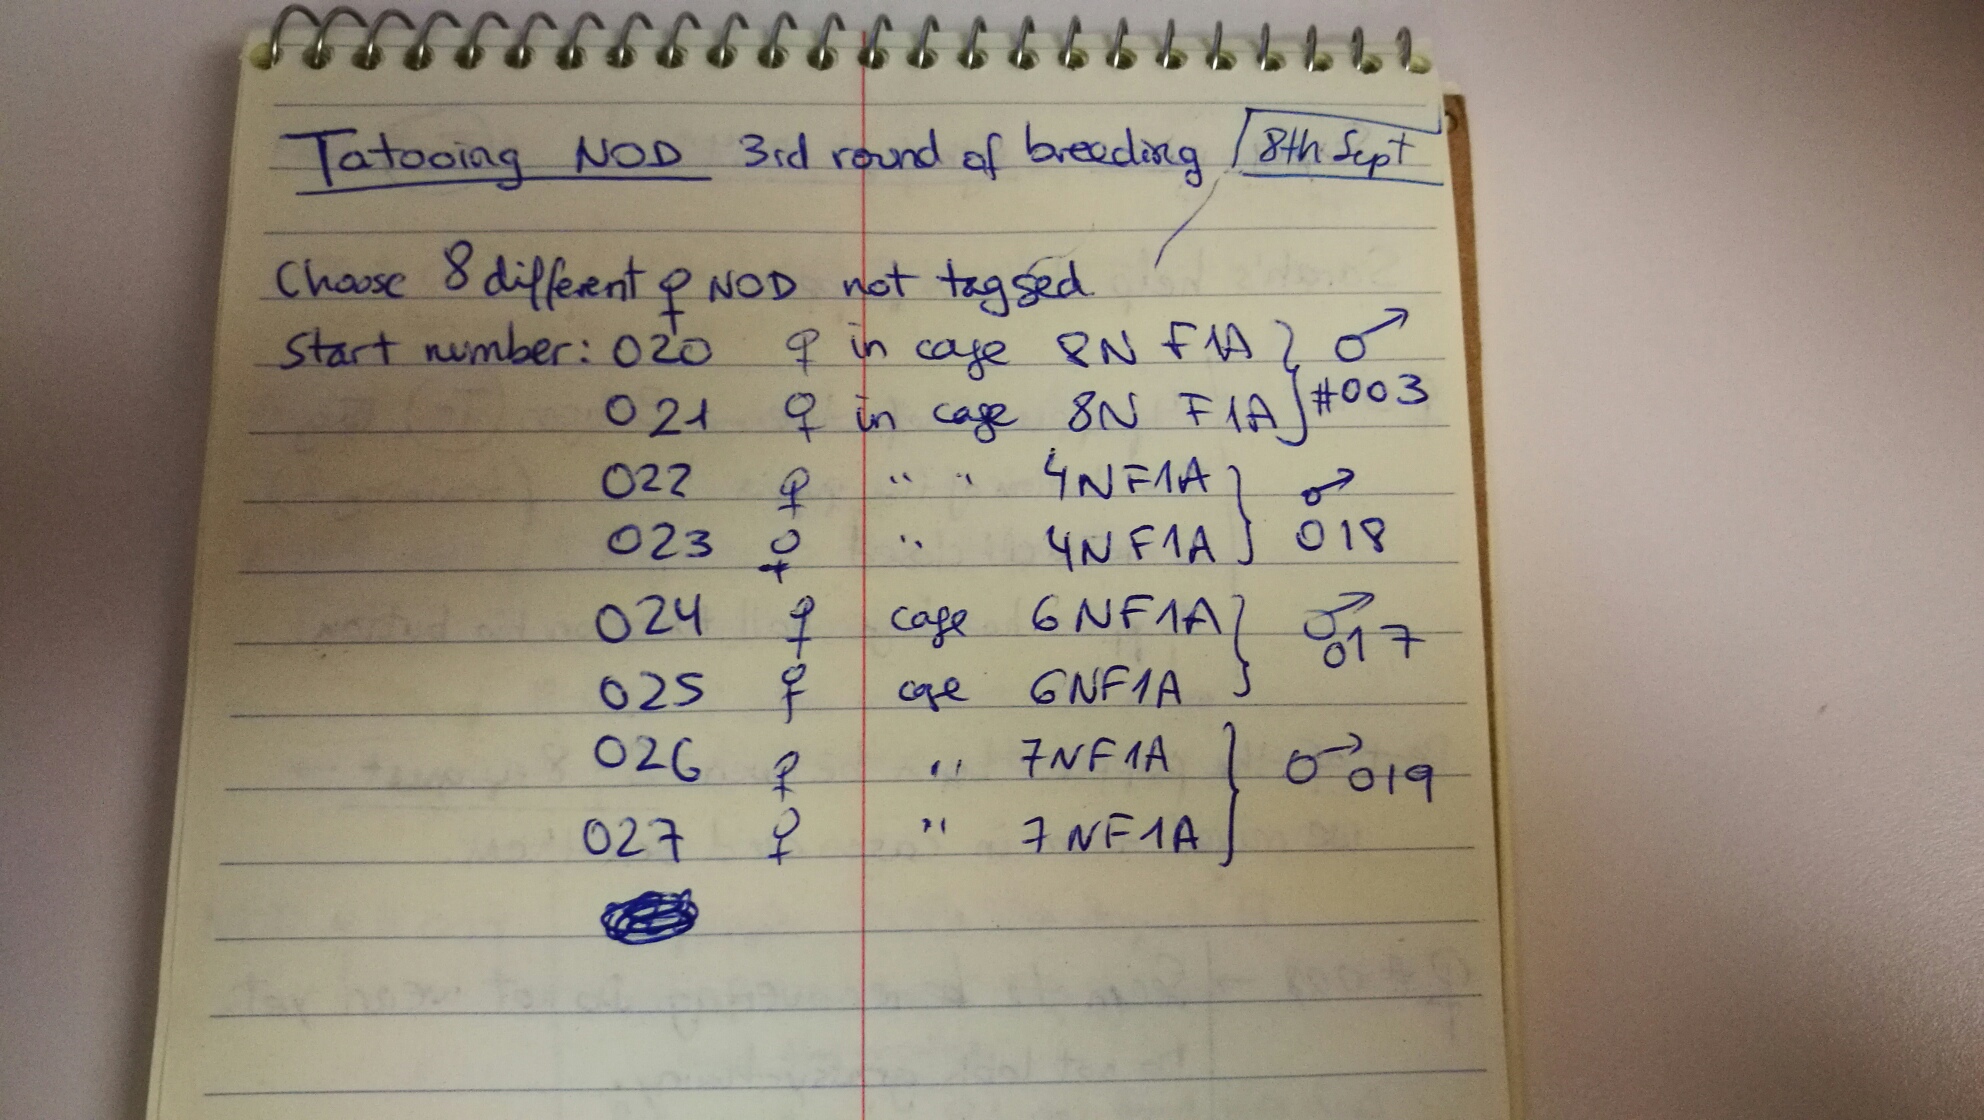 Tatooing NOD 3rd round of breeding / 8th Sept
Choose 8 different ♀ NOD not tagged
Start number: 020 ♀ in cage 8N F1A } ♂
021 ♀ in cage 8N F1A } #003
022 ♀ " " 4NF1A } ♂
023 ♀ " 4NF1A } 018
024 ♀ cage 6NF1A } ♂ 017
025 ♀ cage 6NF1A
026 ♀ " 7NF1A } ♂ 019
027 ♀ " 7NF1A